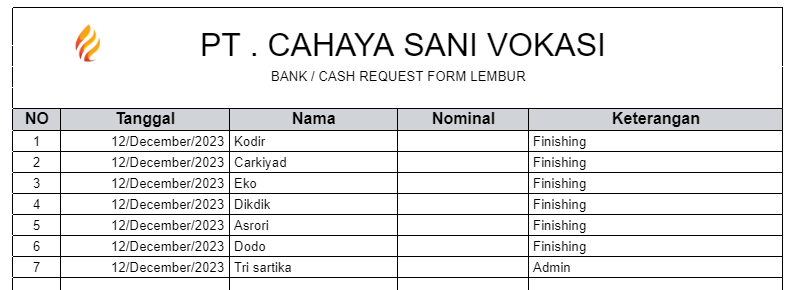 PT . CAHAYA SANI VOKASI
BANK / CASH REQUEST FORM LEMBUR
NO Tanggal Nama Nominal Keterangan
1 12/December/2023 Kodir Finishing
2 12/December/2023 Carkiyad Finishing
3 12/December/2023 Eko Finishing
4 12/December/2023 Dikdik Finishing
5 12/December/2023 Asrori Finishing
6 12/December/2023 Dodo Finishing
7 12/December/2023 Tri sartika Admin